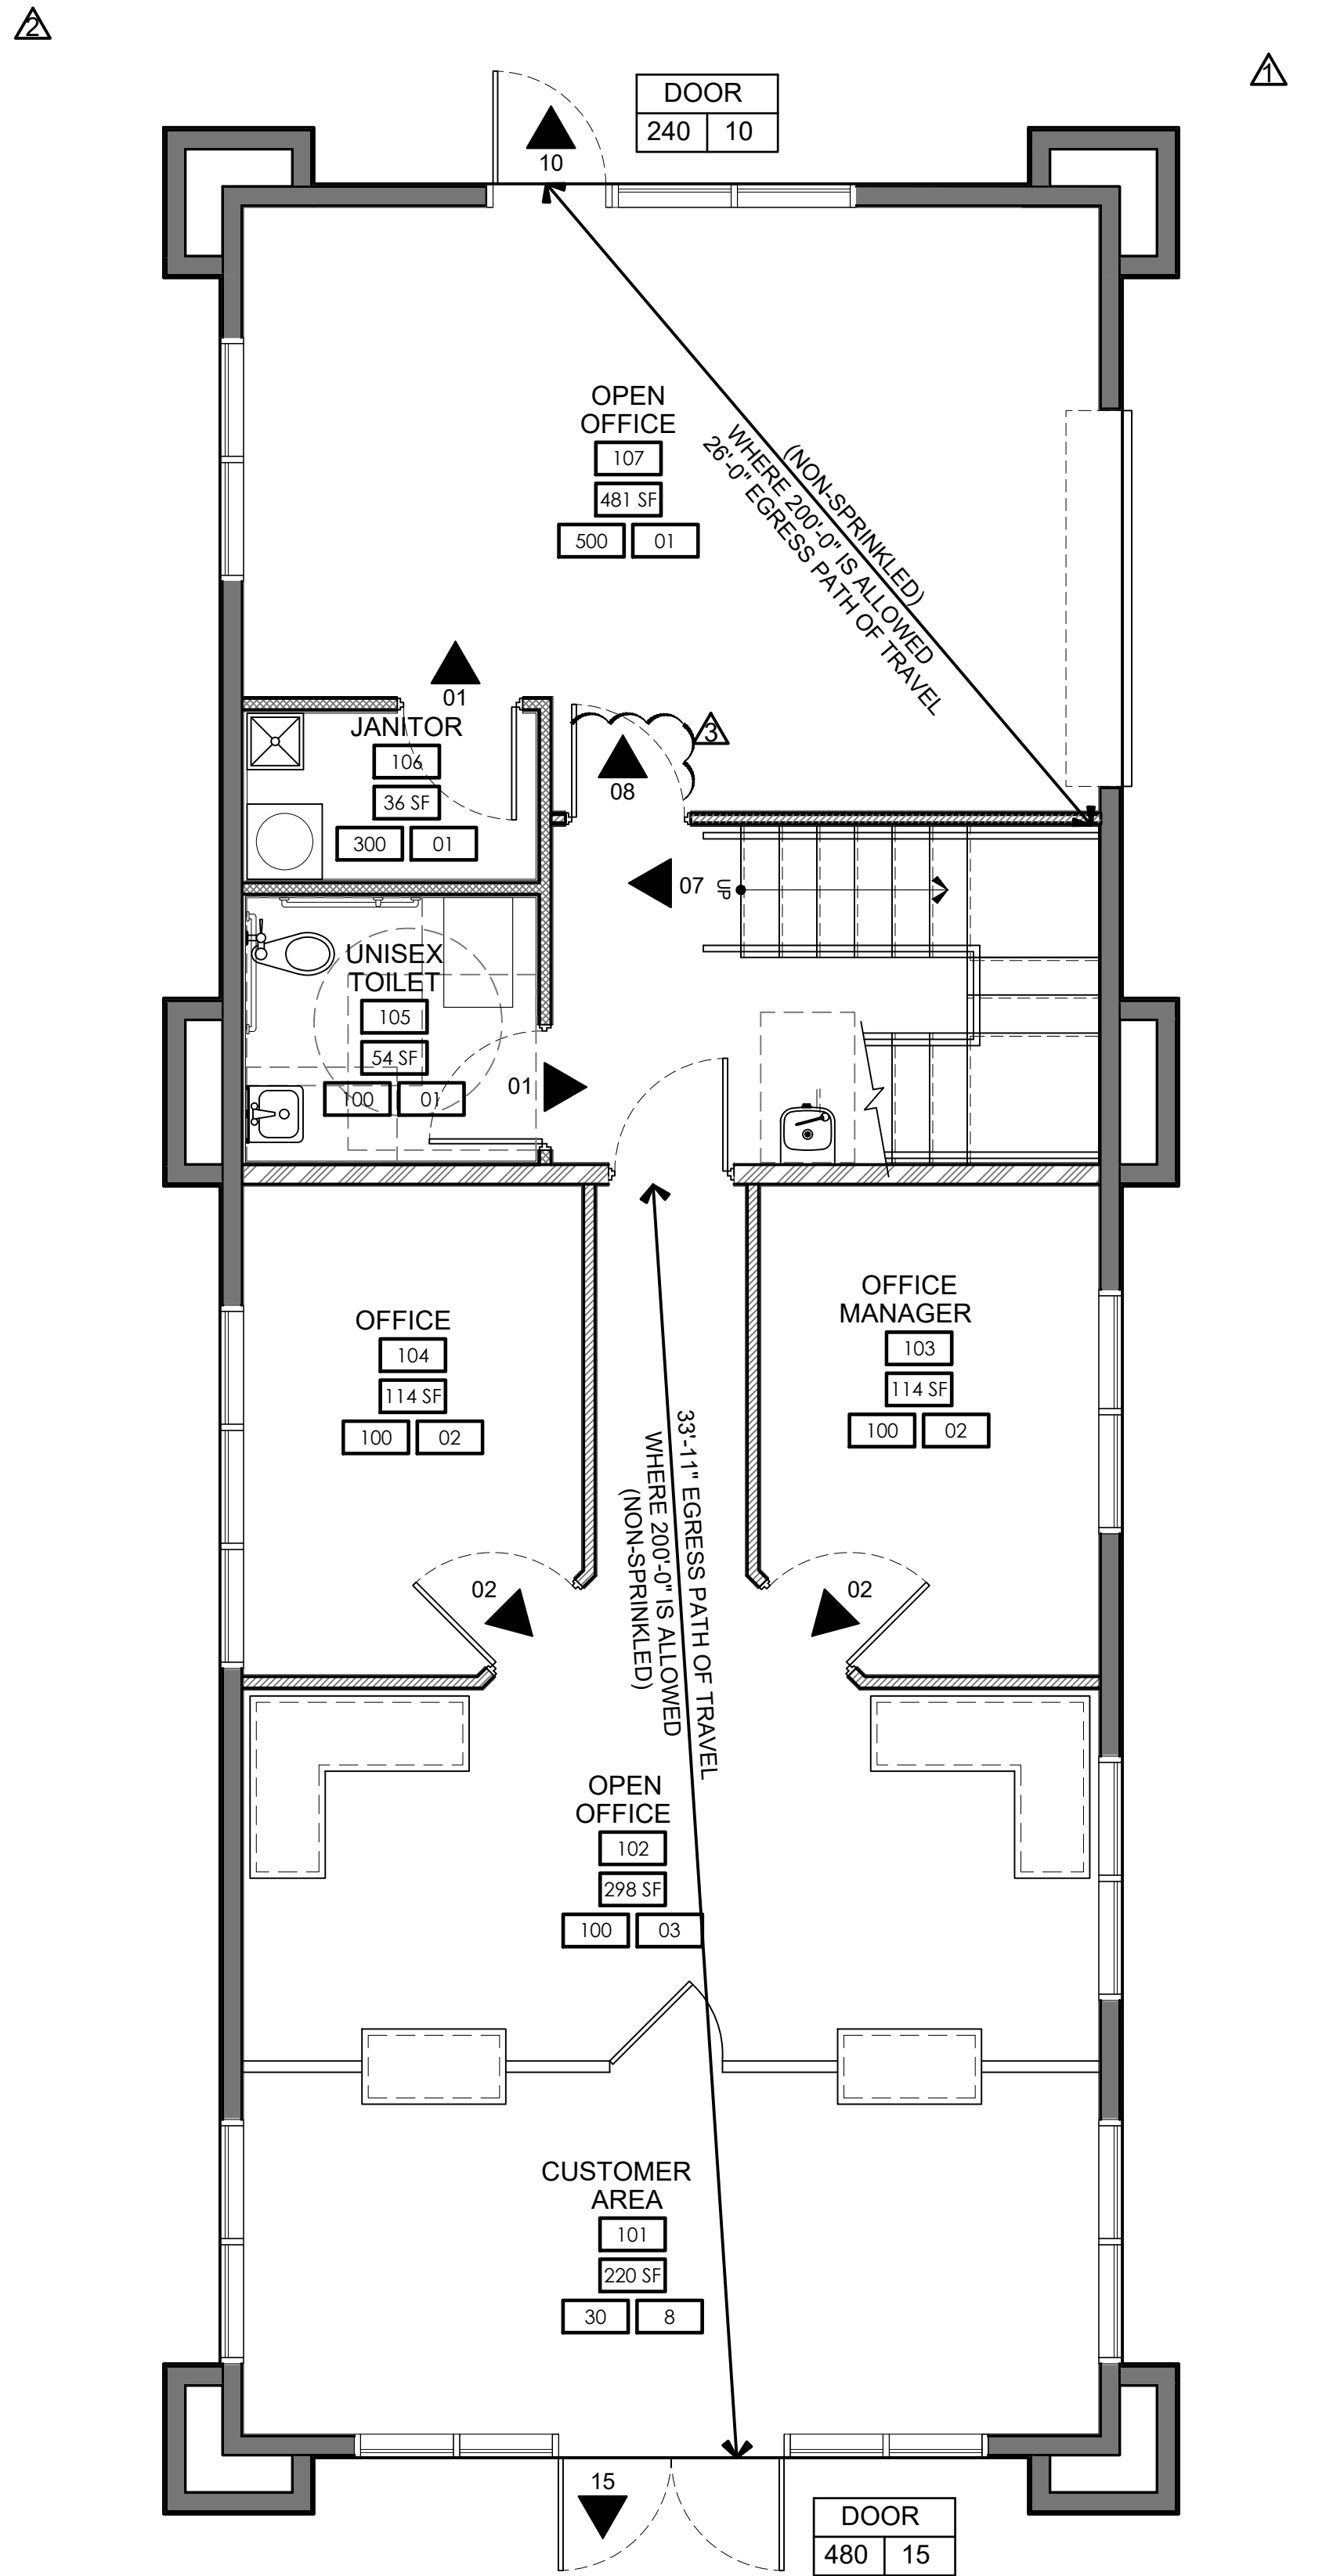 2
1
DOOR
240 10
10
OPEN
OFFICE
107
481 SF
500 01
(NON-SPRINKLED)
WHERE 200'-0" IS ALLOWED
26'-0" EGRESS PATH OF TRAVEL
01
JANITOR
106
36 SF
300 01
3
08
07
UP
UNISEX
TOILET
105
54 SF
100 01
01
OFFICE
104
114 SF
100 02
OFFICE
MANAGER
103
114 SF
100 02
33'-11" EGRESS PATH OF TRAVEL
WHERE 200'-0" IS ALLOWED
(NON-SPRINKLED)
02
02
OPEN
OFFICE
102
298 SF
100 03
CUSTOMER
AREA
101
220 SF
30 8
15
DOOR
480 15